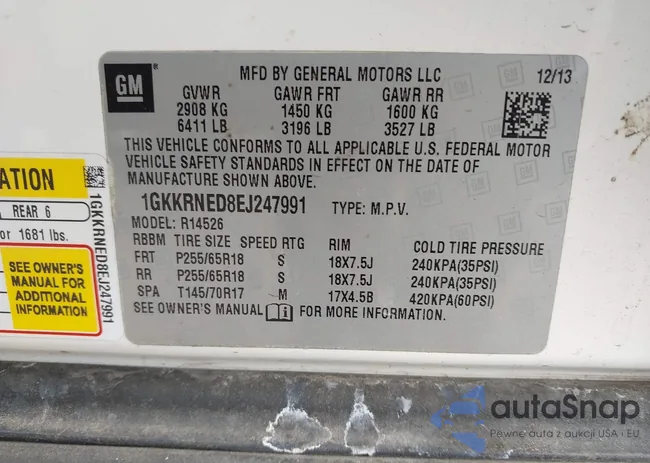 GM
MFD BY GENERAL MOTORS LLC
12/13
GVWR GAWR FRT GAWR RR
2908 KG 1450 KG 1600 KG
6411 LB 3196 LB 3527 LB
THIS VEHICLE CONFORMS TO ALL APPLICABLE U.S. FEDERAL MOTOR
VEHICLE SAFETY STANDARDS IN EFFECT ON THE DATE OF
MANUFACTURE SHOWN ABOVE.
1GKKRNED8EJ247991 TYPE: M.P.V.
MODEL: R14526
RBBM TIRE SIZE SPEED RTG RIM COLD TIRE PRESSURE
FRT P255/65R18 S 18X7.5J 240KPA(35PSI)
RR P255/65R18 S 18X7.5J 240KPA(35PSI)
SPA T145/70R17 M 17X4.5B 420KPA(60PSI)
SEE OWNER'S MANUAL FOR MORE INFORMATION
ATION
REAR 6
or 1681 lbs.
SEE OWNER'S
MANUAL FOR
ADDITIONAL
INFORMATION
1GKKRNED8EJ247991
autaSnap
Pewne auta z aukcji USA i EU